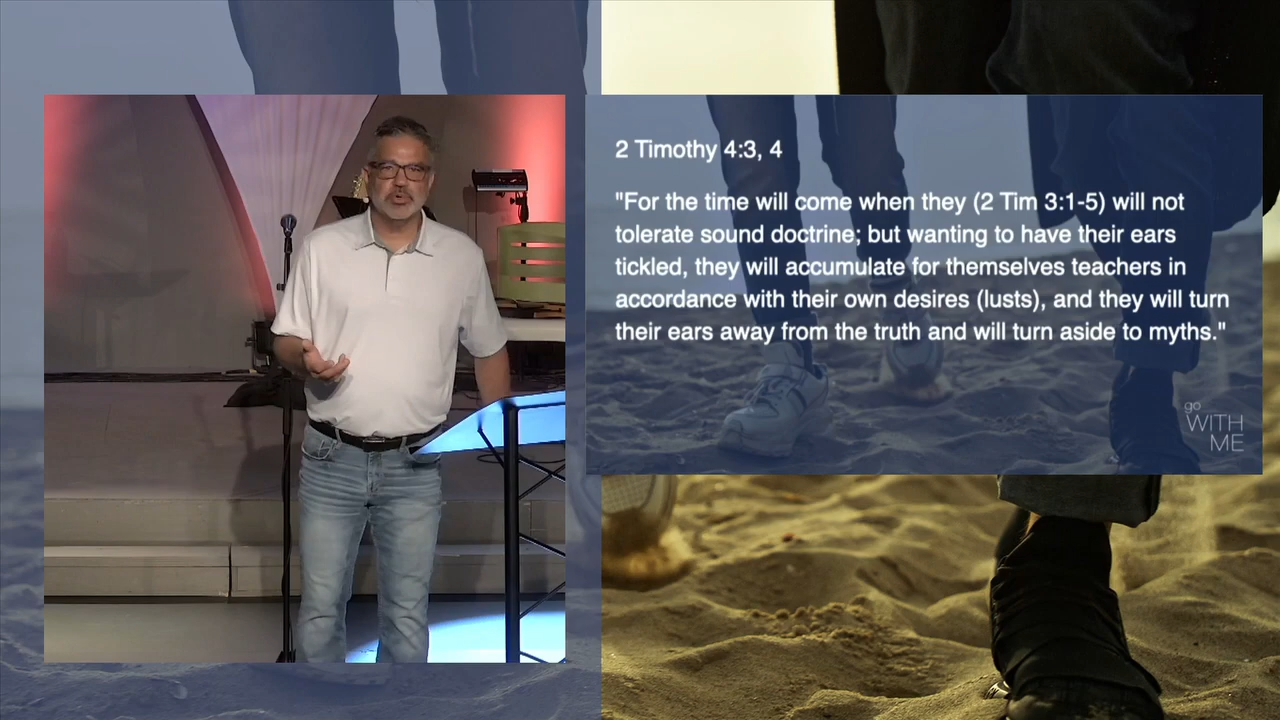 2 Timothy 4:3, 4
"For the time will come when they (2 Tim 3:1-5) will not
tolerate sound doctrine; but wanting to have their ears
tickled, they will accumulate for themselves teachers in
accordance with their own desires (lusts), and they will turn
their ears away from the truth and will turn aside to myths."
go
WITH
ME